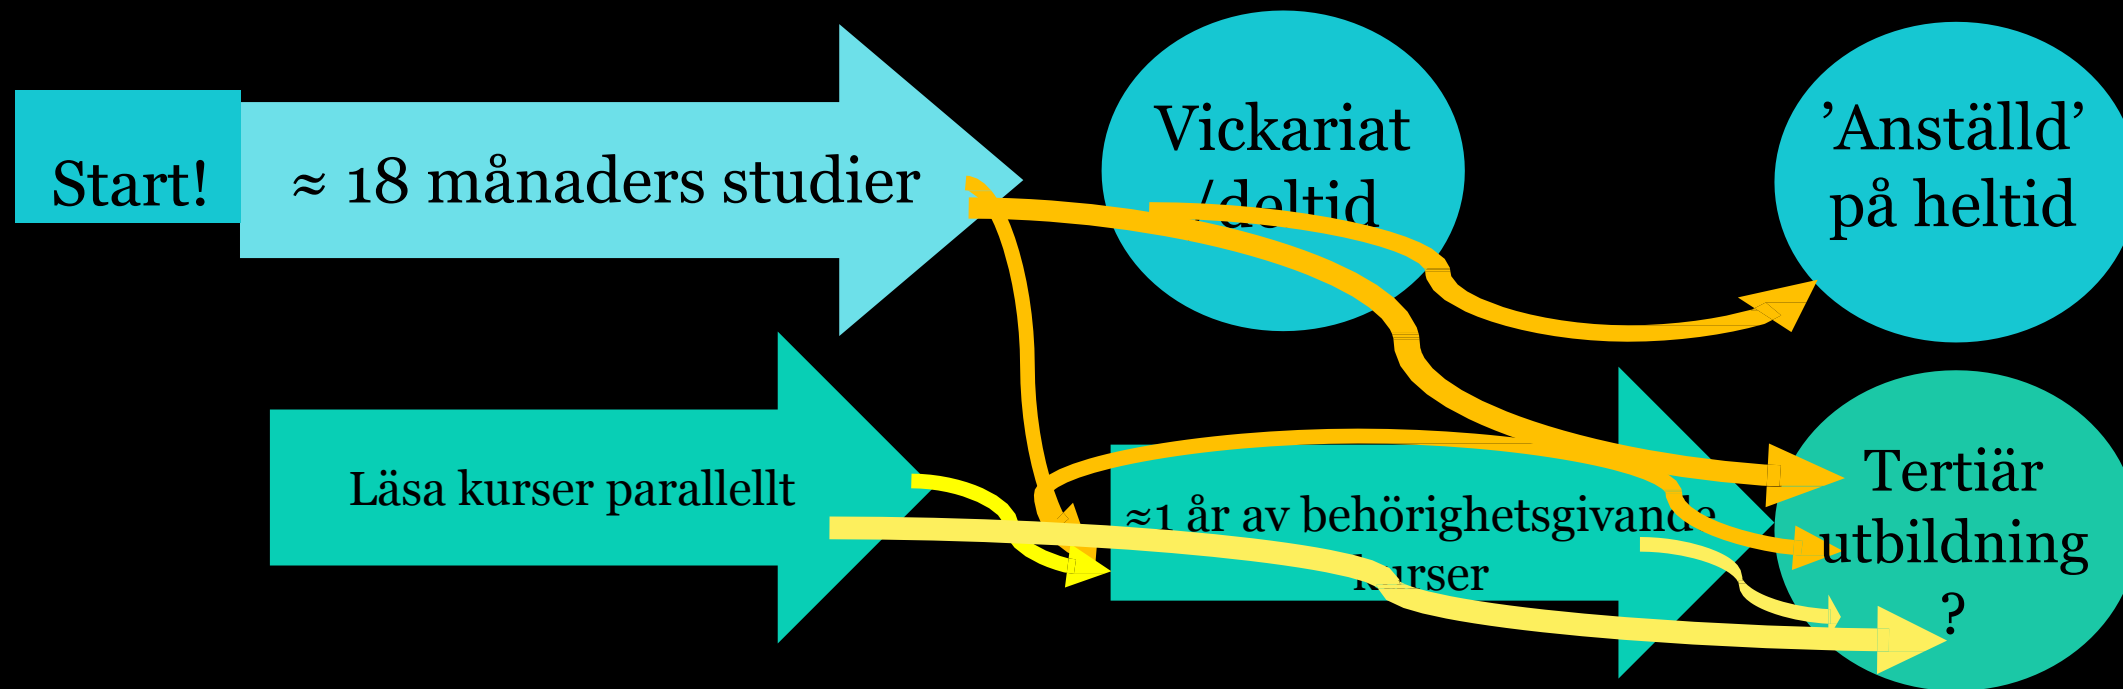 Start!
≈ 18 månaders studier
Vickariat
/deltid
’Anställd’
på heltid
Läsa kurser parallellt
≈1 år av behörighetsgivande
kurser
Tertiär
utbildning
?